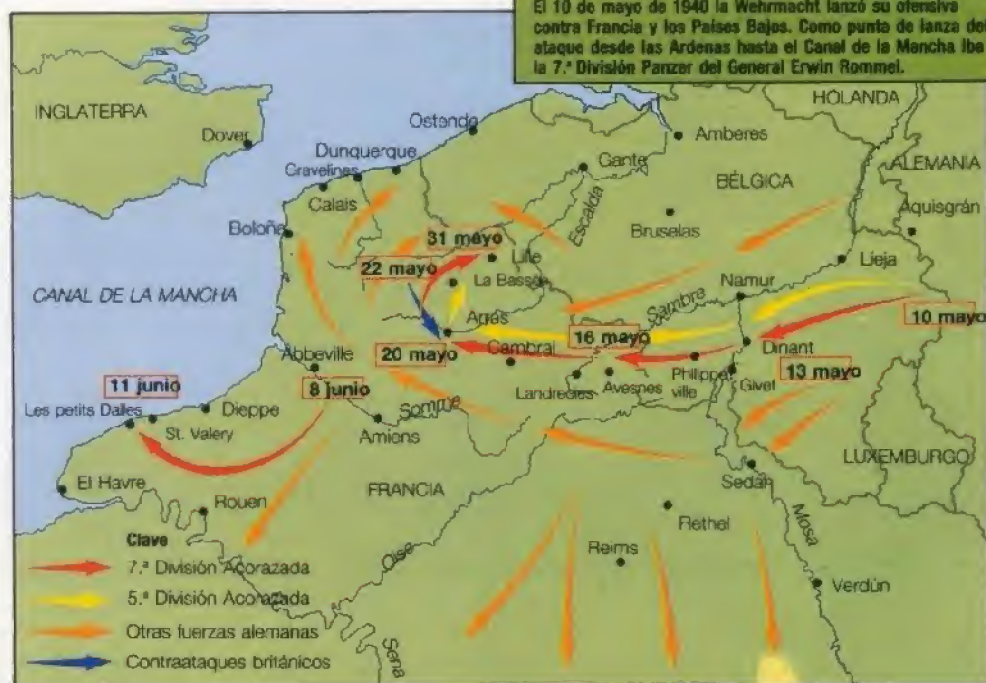 El 10 de mayo de 1940 la Wehrmacht lanzó su ofensiva
contra Francia y los Países Bajos. Como punta de lanza del
ataque desde las Ardenas hasta el Canal de la Mancha iba
la 7.ª División Panzer del General Erwin Rommel.
HOLANDA
INGLATERRA
Dover
Ostende
Amberes
Dunquerque
Gravelines
Gante
ALEMANIA
Calais
BÉLGICA
Escalda
Aquisgrán
Boloña
Bruselas
31 mayo
Lille
Lieja
22 mayo
La Bassée
Namur
CANAL DE LA MANCHA
Sambre
Arras
10 mayo
16 mayo
20 mayo
Cambrai
Dinant
Abbeville
Philippe
ville
13 mayo
11 junio
8 junio
Landrecies
Avesnes
Givet
Les petits Dalles
Dieppe
Somme
St. Valery
Amiens
LUXEMBURGO
Sedán
El Havre
FRANCIA
Rouen
Rethel
Mosa
Oise
Reims
Verdún
Sena
Clave
7.ª División Acorazada
5.ª División Acorazada
Otras fuerzas alemanas
Contraataques británicos